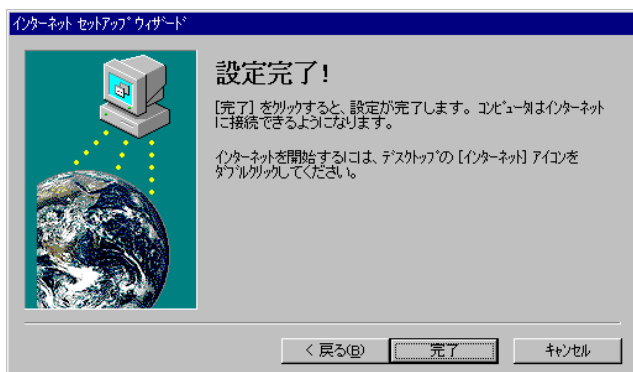 ｲﾝﾀｰﾈｯﾄ ｾｯﾄｱｯﾌﾟ ｳｨｻﾞｰﾄﾞ
設定完了!
[完了] をｸﾘｯｸすると、設定が完了します。ｺﾝﾋﾟｭｰﾀはｲﾝﾀｰﾈｯﾄ
に接続できるようになります。
ｲﾝﾀｰﾈｯﾄを開始するには、ﾃﾞｽｸﾄｯﾌﾟの [ｲﾝﾀｰﾈｯﾄ] ｱｲｺﾝを
ﾀﾞﾌﾞﾙｸﾘｯｸしてください。
< 戻る(B)
完了
ｷｬﾝｾﾙ